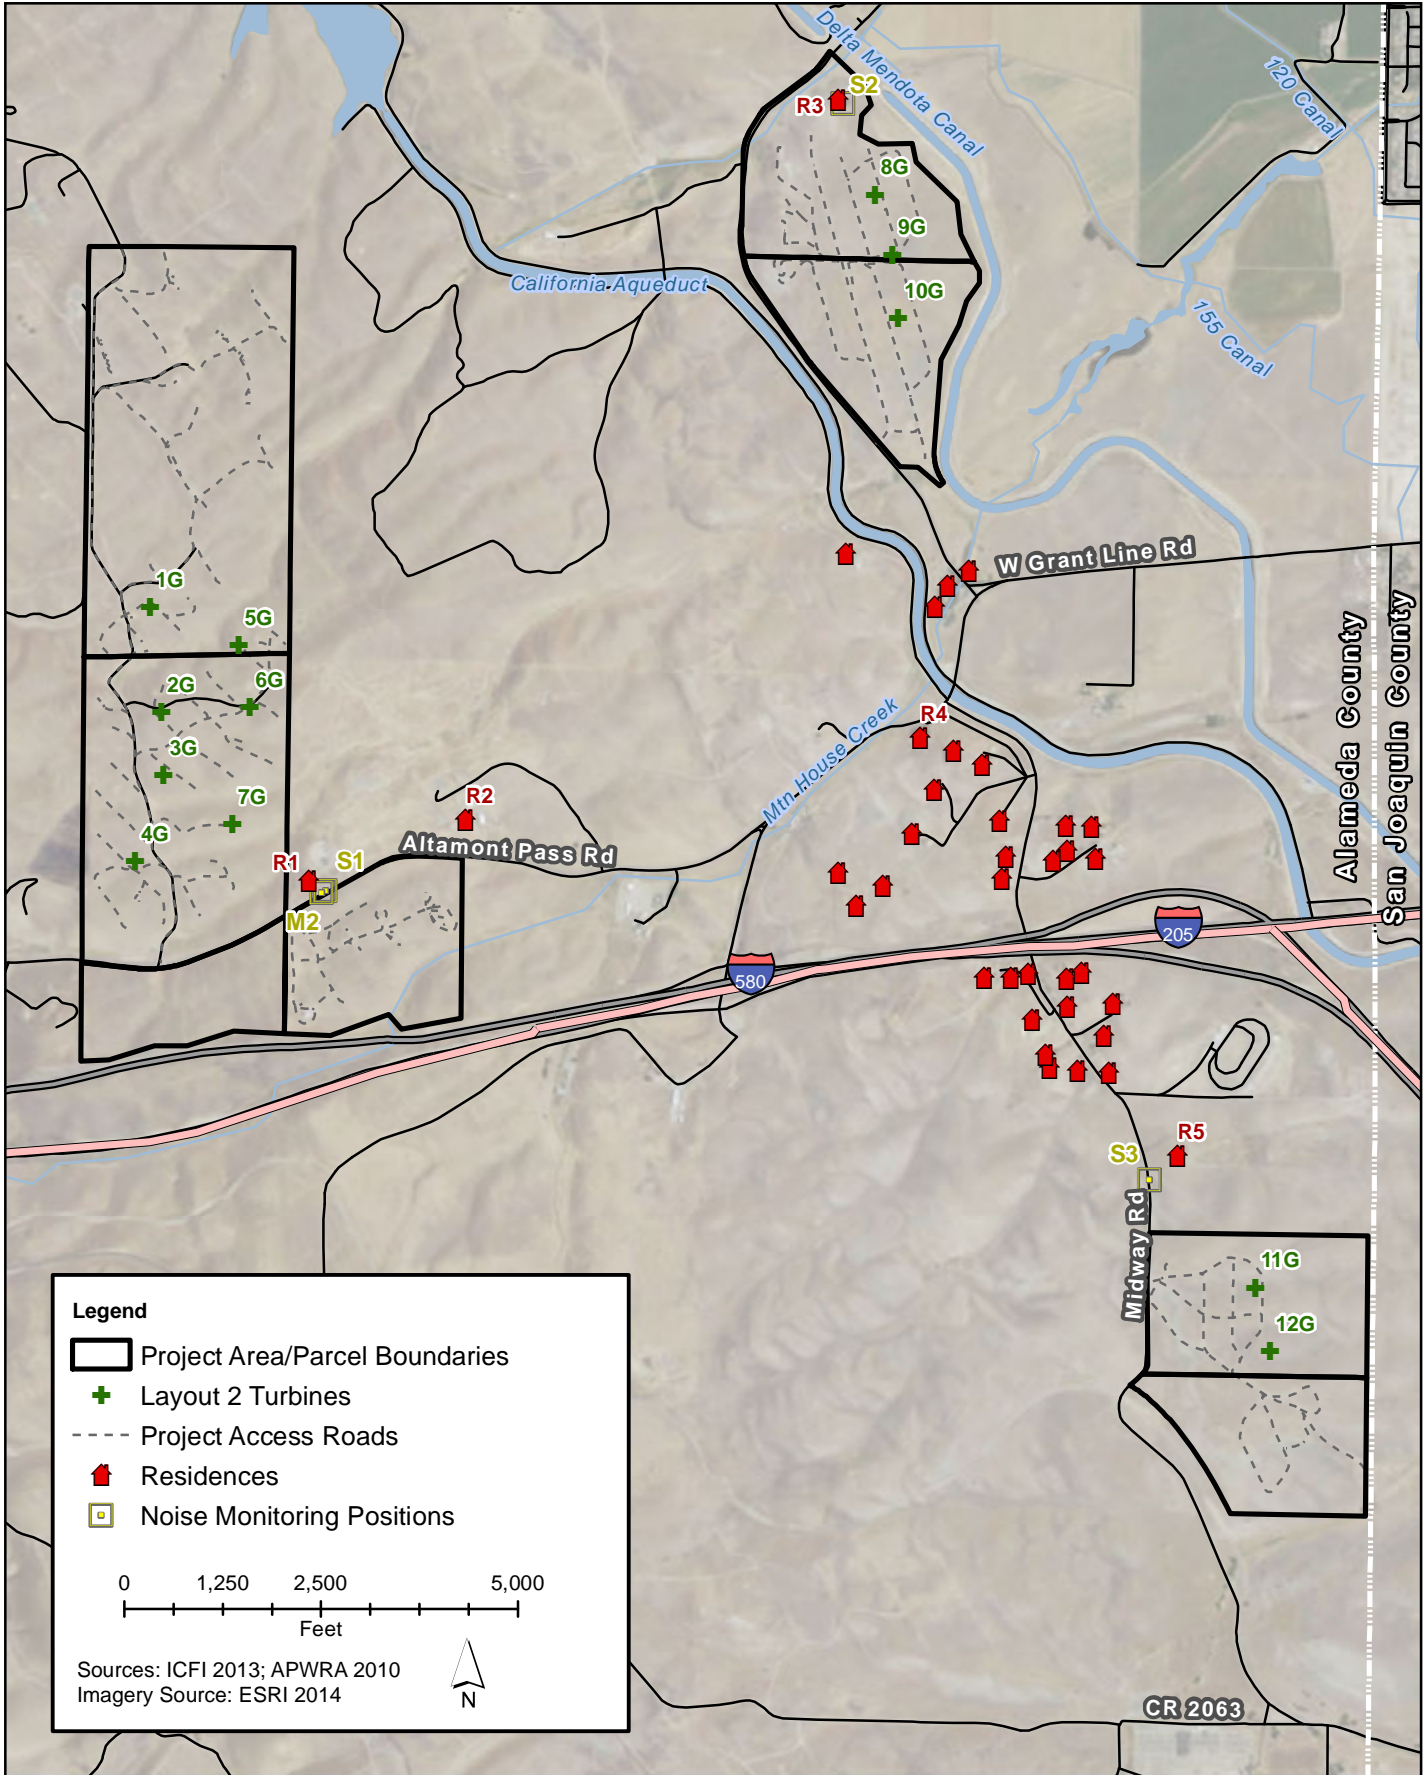 Delta Mendota Canal
S2
R3
120 Canal
8G
9G
10G
California Aqueduct
155 Canal
W Grant Line Rd
1G
5G
2G
6G
3G
7G
4G
R4
Mtn House Creek
R2
Altamont Pass Rd
R1
S1
M2
Alameda County
San Joaquin County
205
580
R5
S3
Midway Rd
11G
12G
Legend
Project Area/Parcel Boundaries
Layout 2 Turbines
Project Access Roads
Residences
Noise Monitoring Positions
0 1,250 2,500 5,000
Feet
Sources: ICFI 2013; APWRA 2010
Imagery Source: ESRI 2014
N
CR 2063